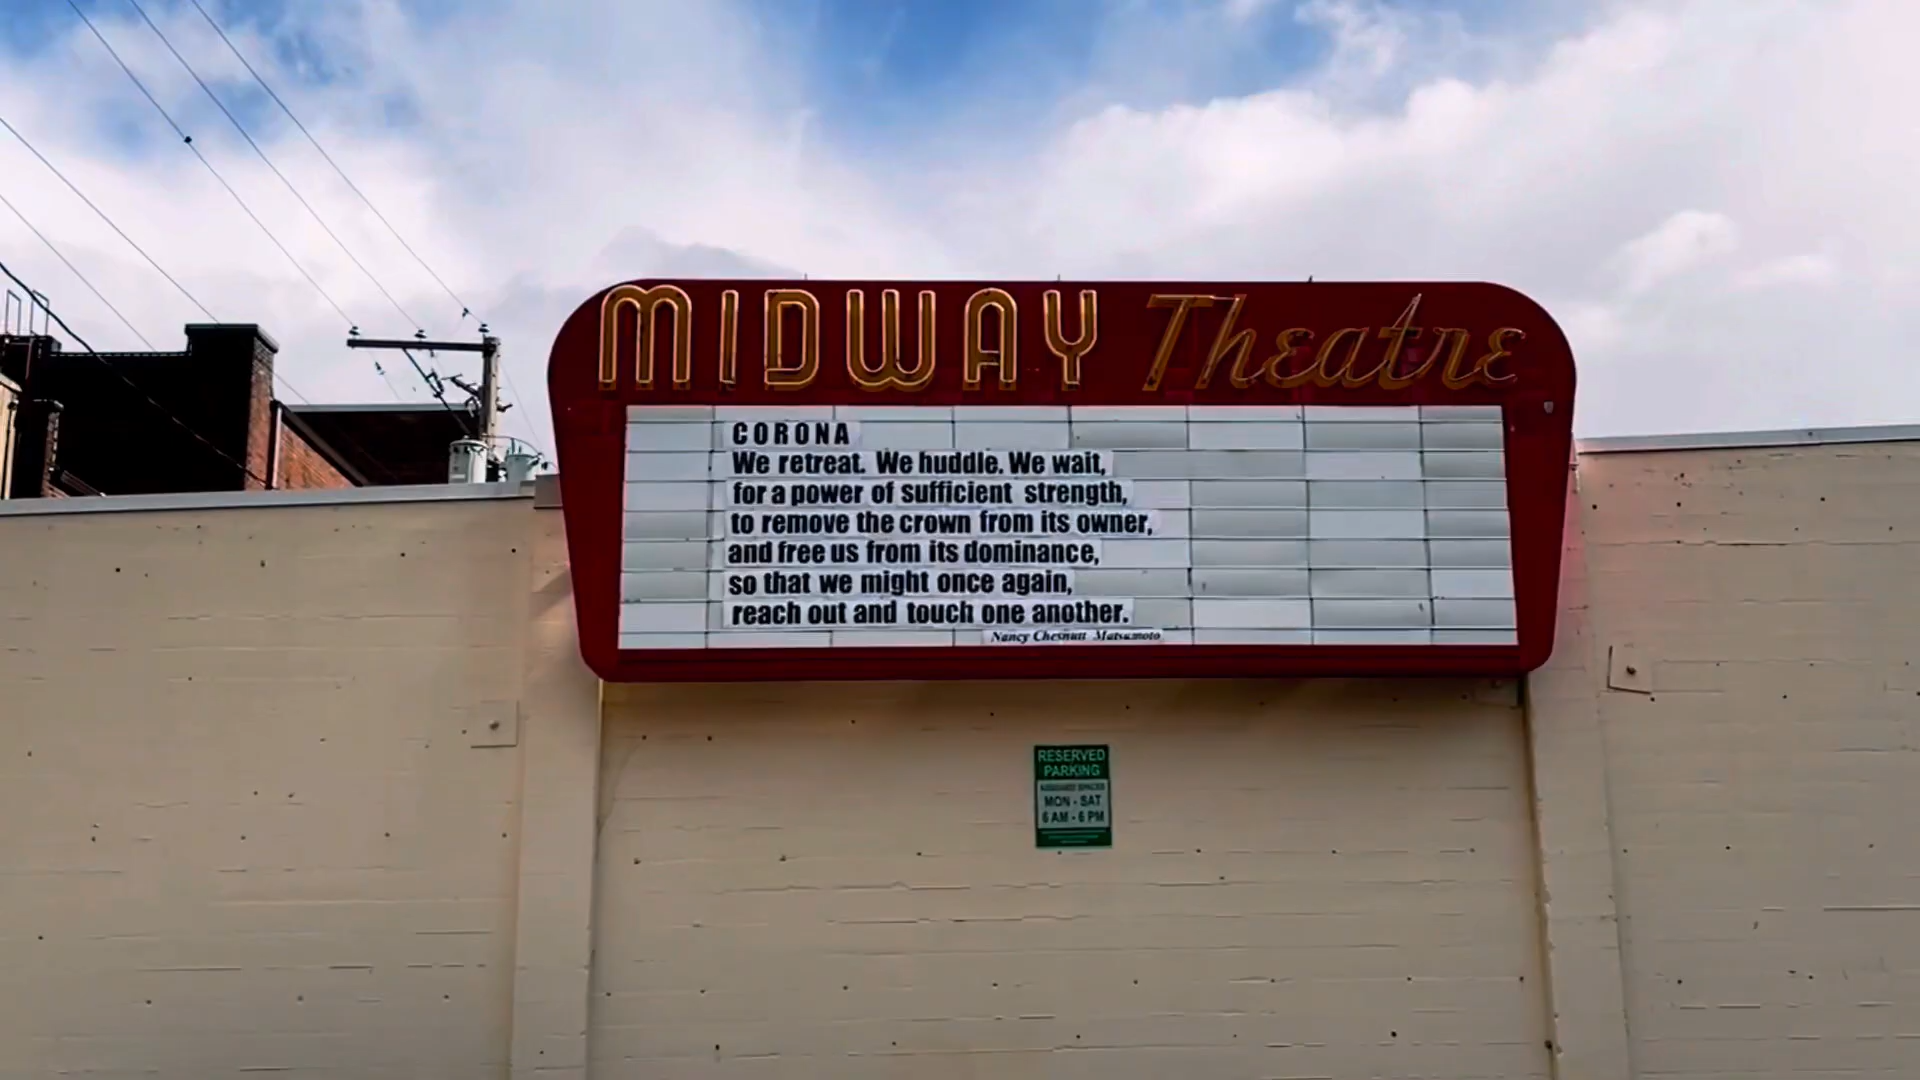 MIDWAY Theatre
CORONA
We retreat. We huddle. We wait,
for a power of sufficient strength,
to remove the crown from its owner,
and free us from its dominance,
so that we might once again,
reach out and touch one another.
Nancy Chesnutt Matsumoto
RESERVED
PARKING
ASSIGNED SPACES
MON - SAT
6 AM - 6 PM